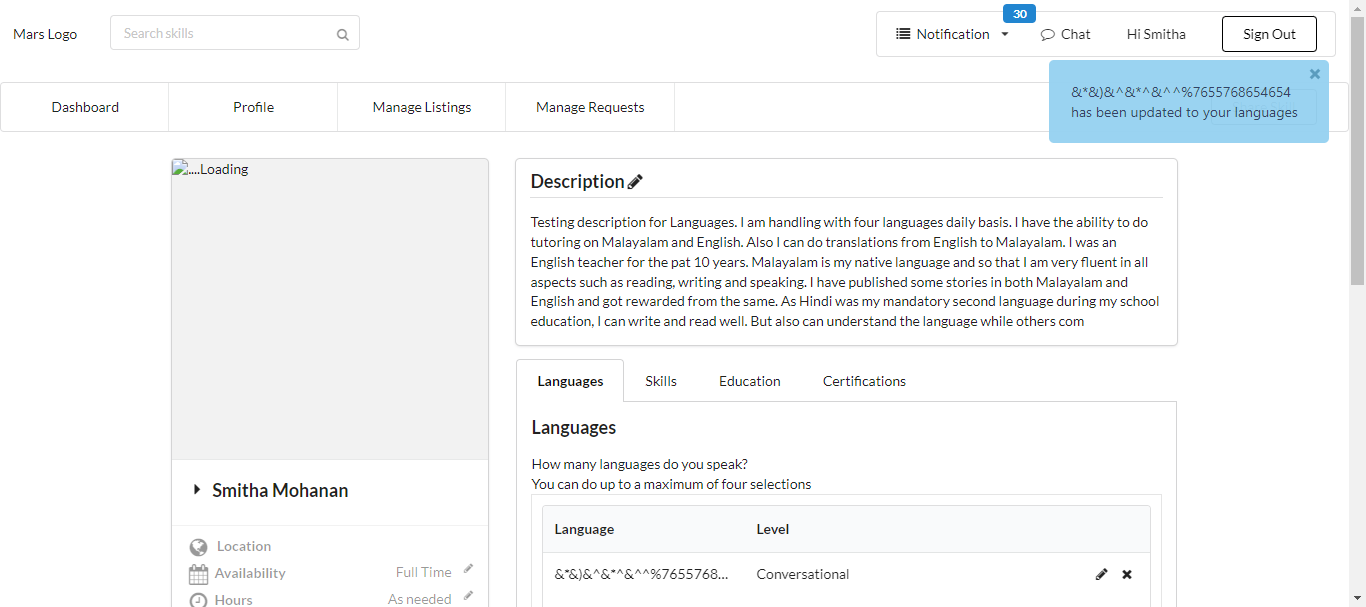 30
Mars Logo
Search skills
Notification
Chat
Hi Smitha
Sign Out
&*&)&^&*^&^^%7655768654654
has been updated to your languages
Dashboard
Profile
Manage Listings
Manage Requests
....Loading
Description
Testing description for Languages. I am handling with four languages daily basis. I have the ability to do
tutoring on Malayalam and English. Also I can do translations from English to Malayalam. I was an
English teacher for the pat 10 years. Malayalam is my native language and so that I am very fluent in all
aspects such as reading, writing and speaking. I have published some stories in both Malayalam and
English and got rewarded from the same. As Hindi was my mandatory second language during my school
education, I can write and read well. But also can understand the language while others com
Languages
Skills
Education
Certifications
Languages
How many languages do you speak?
You can do up to a maximum of four selections
Language
Level
&*&)&^&*^&^^%7655768...
Conversational
Smitha Mohanan
Location
Availability
Full Time
Hours
As needed